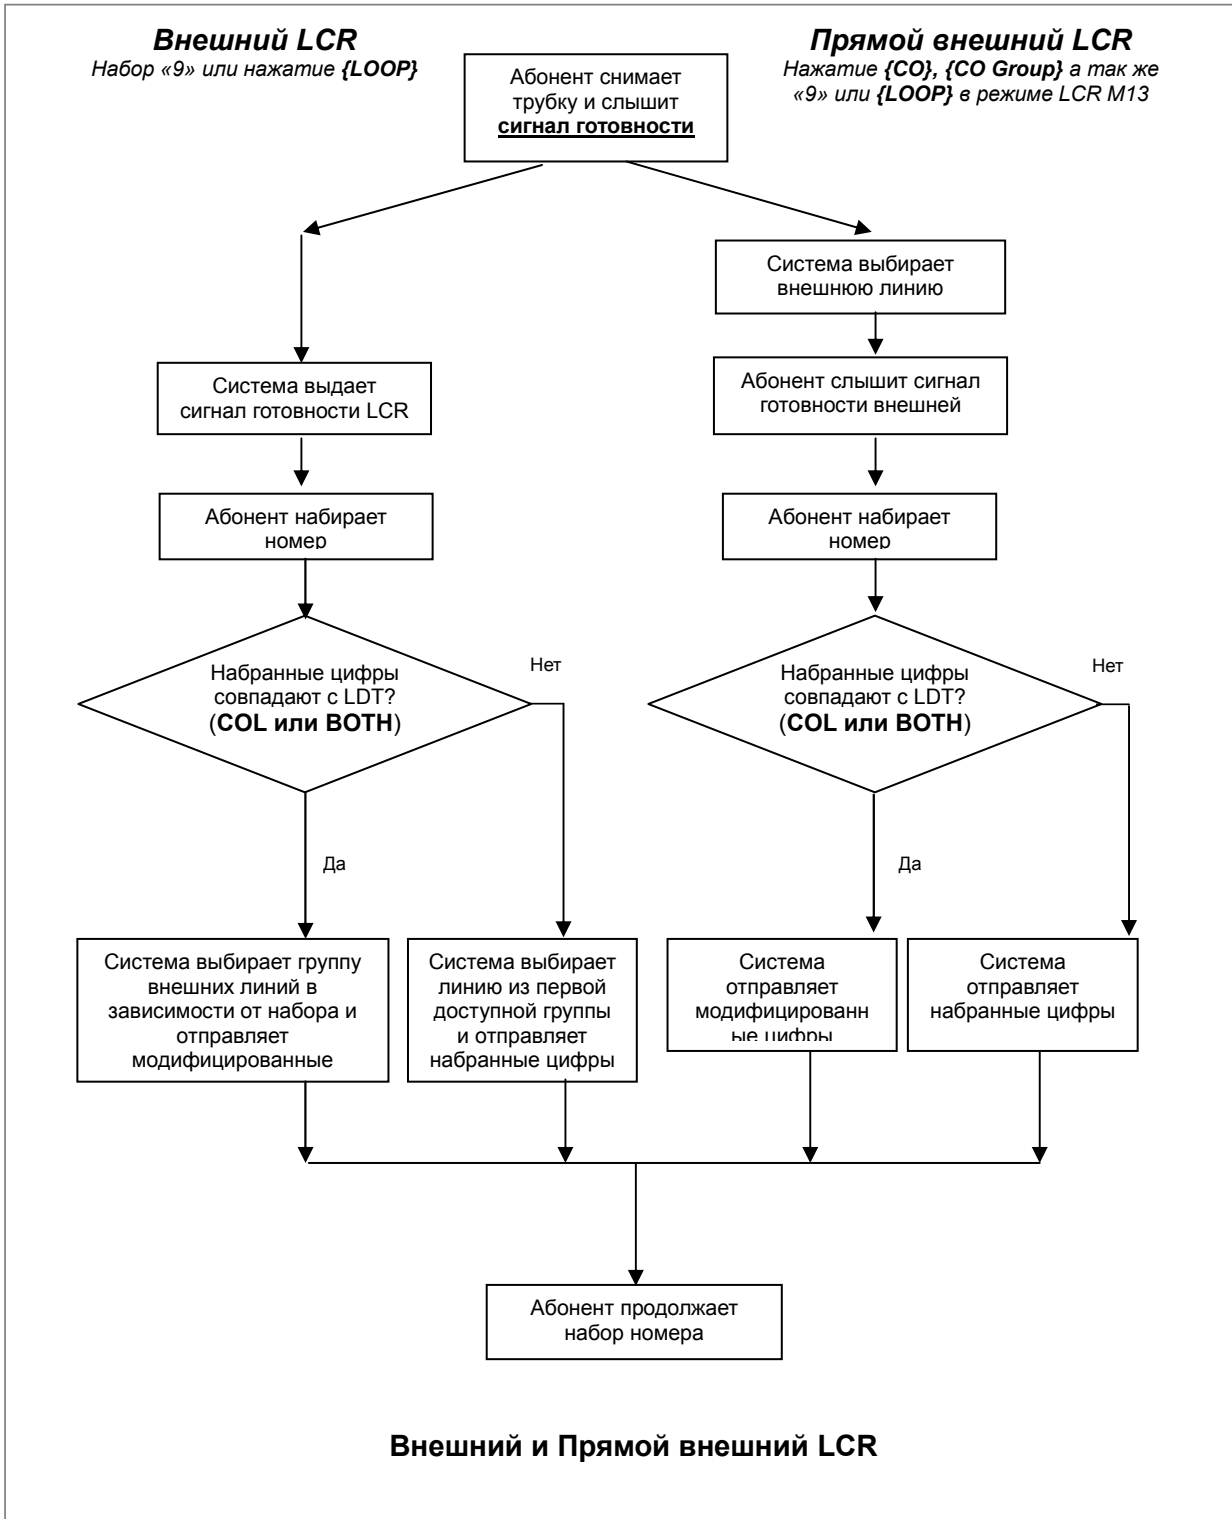 Внешний LCR
Набор «9» или нажатие {LOOP}
Прямой внешний LCR
Нажатие {CO}, {CO Group} а так же
«9» или {LOOP} в режиме LCR M13
Абонент снимает
трубку и слышит
сигнал готовности
Система выбирает
внешнюю линию
Система выдает
сигнал готовности LCR
Абонент слышит сигнал
готовности внешней
Абонент набирает
номер
Абонент набирает
номер
Набранные цифры
совпадают с LDT?
(COL или BOTH)
Нет
Набранные цифры
совпадают с LDT?
(COL или BOTH)
Нет
Да
Да
Система выбирает группу
внешних линий в
зависимости от набора и
отправляет
модифицированные
Система выбирает
линию из первой
доступной группы
и отправляет
набранные цифры
Система
отправляет
модифицированн
ые цифры
Система
отправляет
набранные цифры
Абонент продолжает
набор номера
Внешний и Прямой внешний LCR